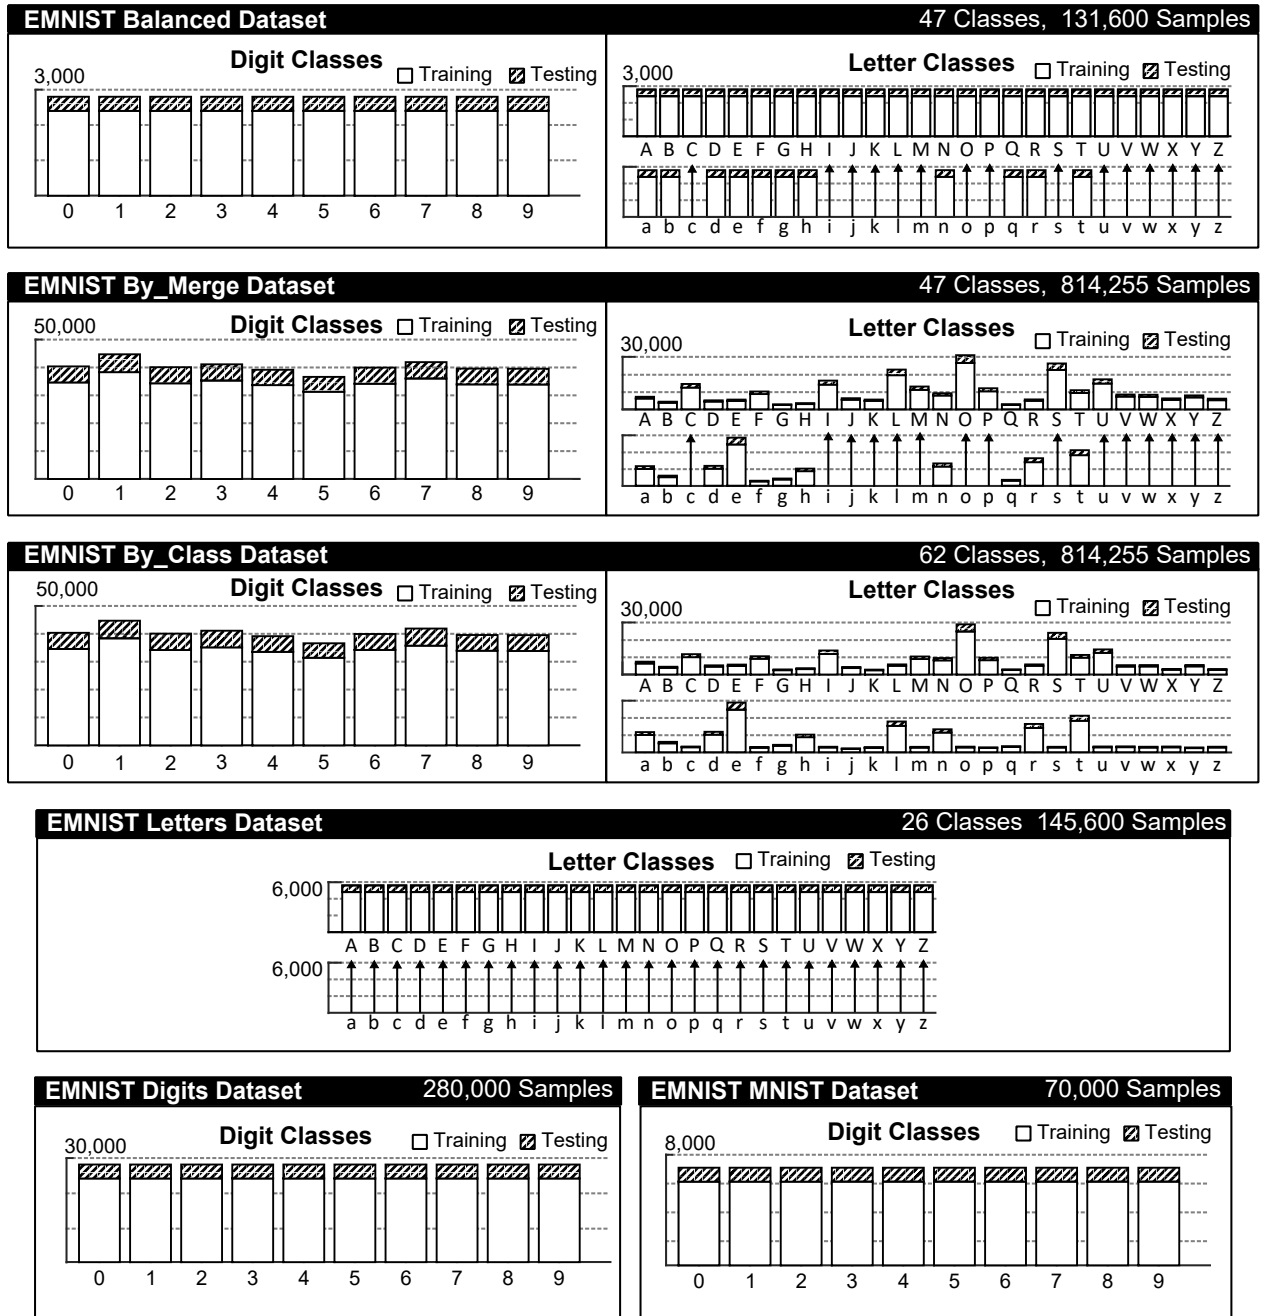 EMNIST Balanced Dataset 47 Classes, 131,600 Samples
Digit Classes Training Testing
3,000
0 1 2 3 4 5 6 7 8 9
Letter Classes Training Testing
3,000
A B C D E F G H I J K L M N O P Q R S T U V W X Y Z
a b c d e f g h i j k l m n o p q r s t u v w x y z
EMNIST By_Merge Dataset 47 Classes, 814,255 Samples
Digit Classes Training Testing
50,000
0 1 2 3 4 5 6 7 8 9
Letter Classes Training Testing
30,000
A B C D E F G H I J K L M N O P Q R S T U V W X Y Z
a b c d e f g h i j k l m n o p q r s t u v w x y z
EMNIST By_Class Dataset 62 Classes, 814,255 Samples
Digit Classes Training Testing
50,000
0 1 2 3 4 5 6 7 8 9
Letter Classes Training Testing
30,000
A B C D E F G H I J K L M N O P Q R S T U V W X Y Z
a b c d e f g h i j k l m n o p q r s t u v w x y z
EMNIST Letters Dataset 26 Classes 145,600 Samples
Letter Classes Training Testing
6,000
A B C D E F G H I J K L M N O P Q R S T U V W X Y Z
6,000
a b c d e f g h i j k l m n o p q r s t u v w x y z
EMNIST Digits Dataset 280,000 Samples
Digit Classes Training Testing
30,000
0 1 2 3 4 5 6 7 8 9
EMNIST MNIST Dataset 70,000 Samples
Digit Classes Training Testing
8,000
0 1 2 3 4 5 6 7 8 9